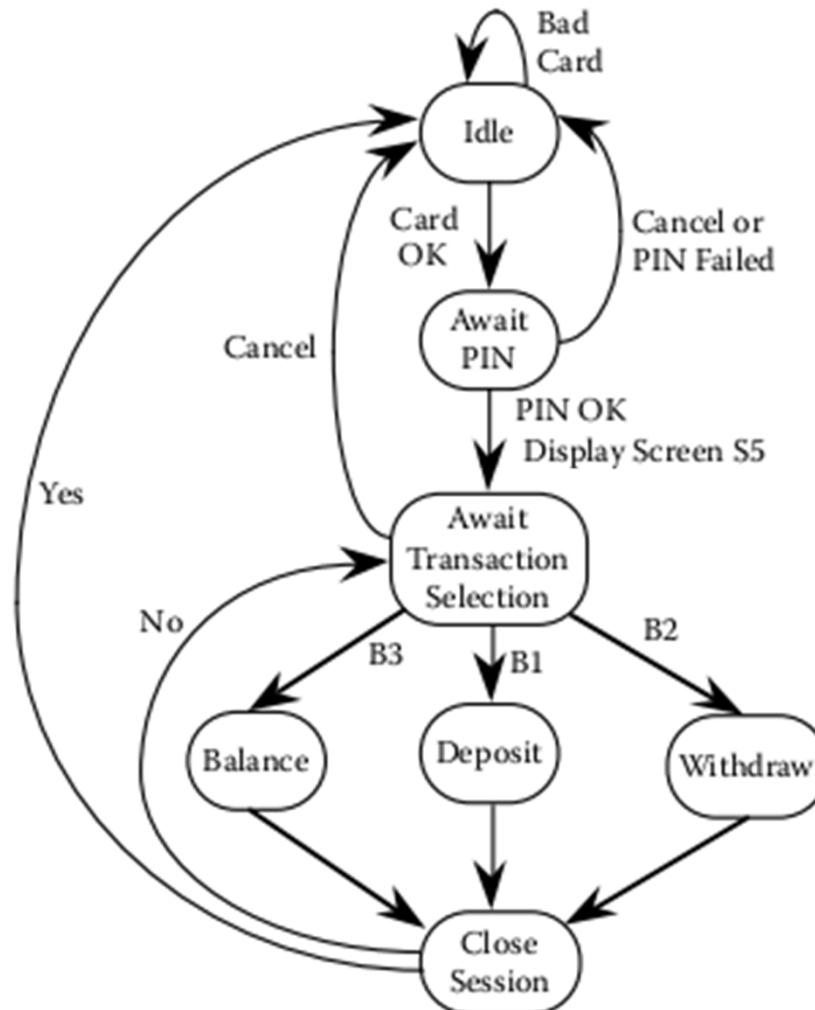 Bad
Card
Idle
Card
OK
Cancel or
PIN Failed
Await
PIN
Cancel
PIN OK
Display Screen S5
Yes
Await
Transaction
Selection
No
B3
B1
B2
Balance
Deposit
Withdraw
Close
Session